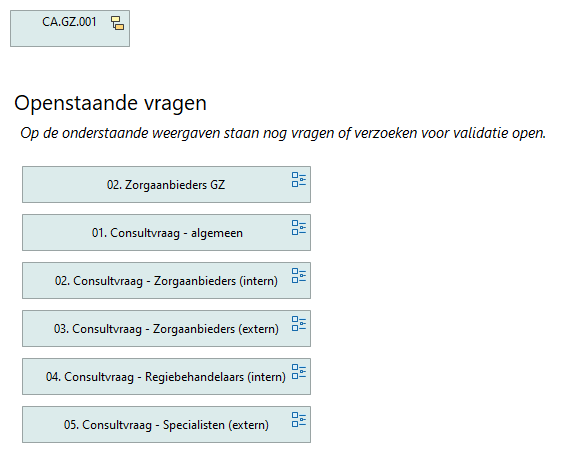 CA.GZ.001
Openstaande vragen
Op de onderstaande weergaven staan nog vragen of verzoeken voor validatie open.
02. Zorgaanbieders GZ
01. Consultvraag - algemeen
02. Consultvraag - Zorgaanbieders (intern)
03. Consultvraag - Zorgaanbieders (extern)
04. Consultvraag - Regiebehandelaars (intern)
05. Consultvraag - Specialisten (extern)